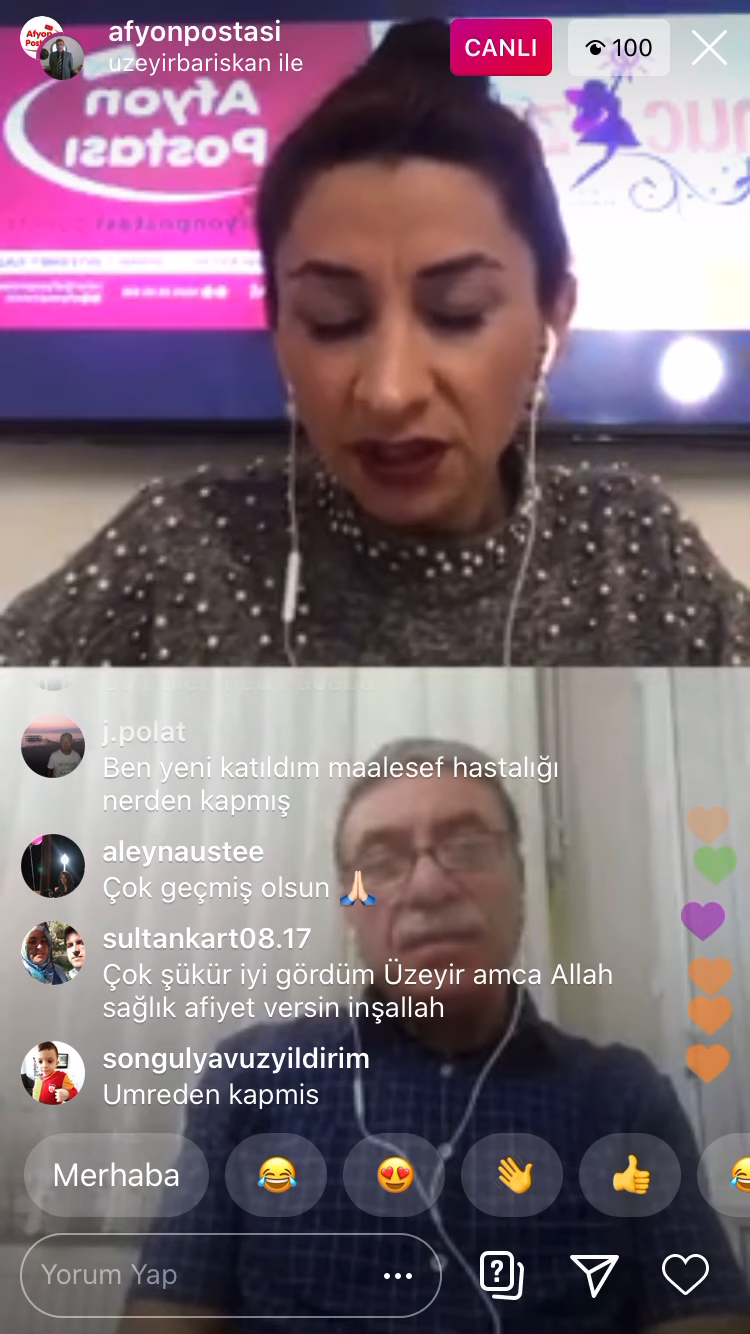 afyonpostasi
uzeyirbariskan ile
CANLI
100
Afyon
Postası
j.polat
Ben yeni katıldım maalesef hastalığı
nerden kapmış
aleynaustee
Çok geçmiş olsun 🙏🏻
sultankart08.17
Çok şükür iyi gördüm Üzeyir amca Allah
sağlık afiyet versin inşallah
songulyavuzyildirim
Umreden kapmis
Merhaba
Yorum Yap